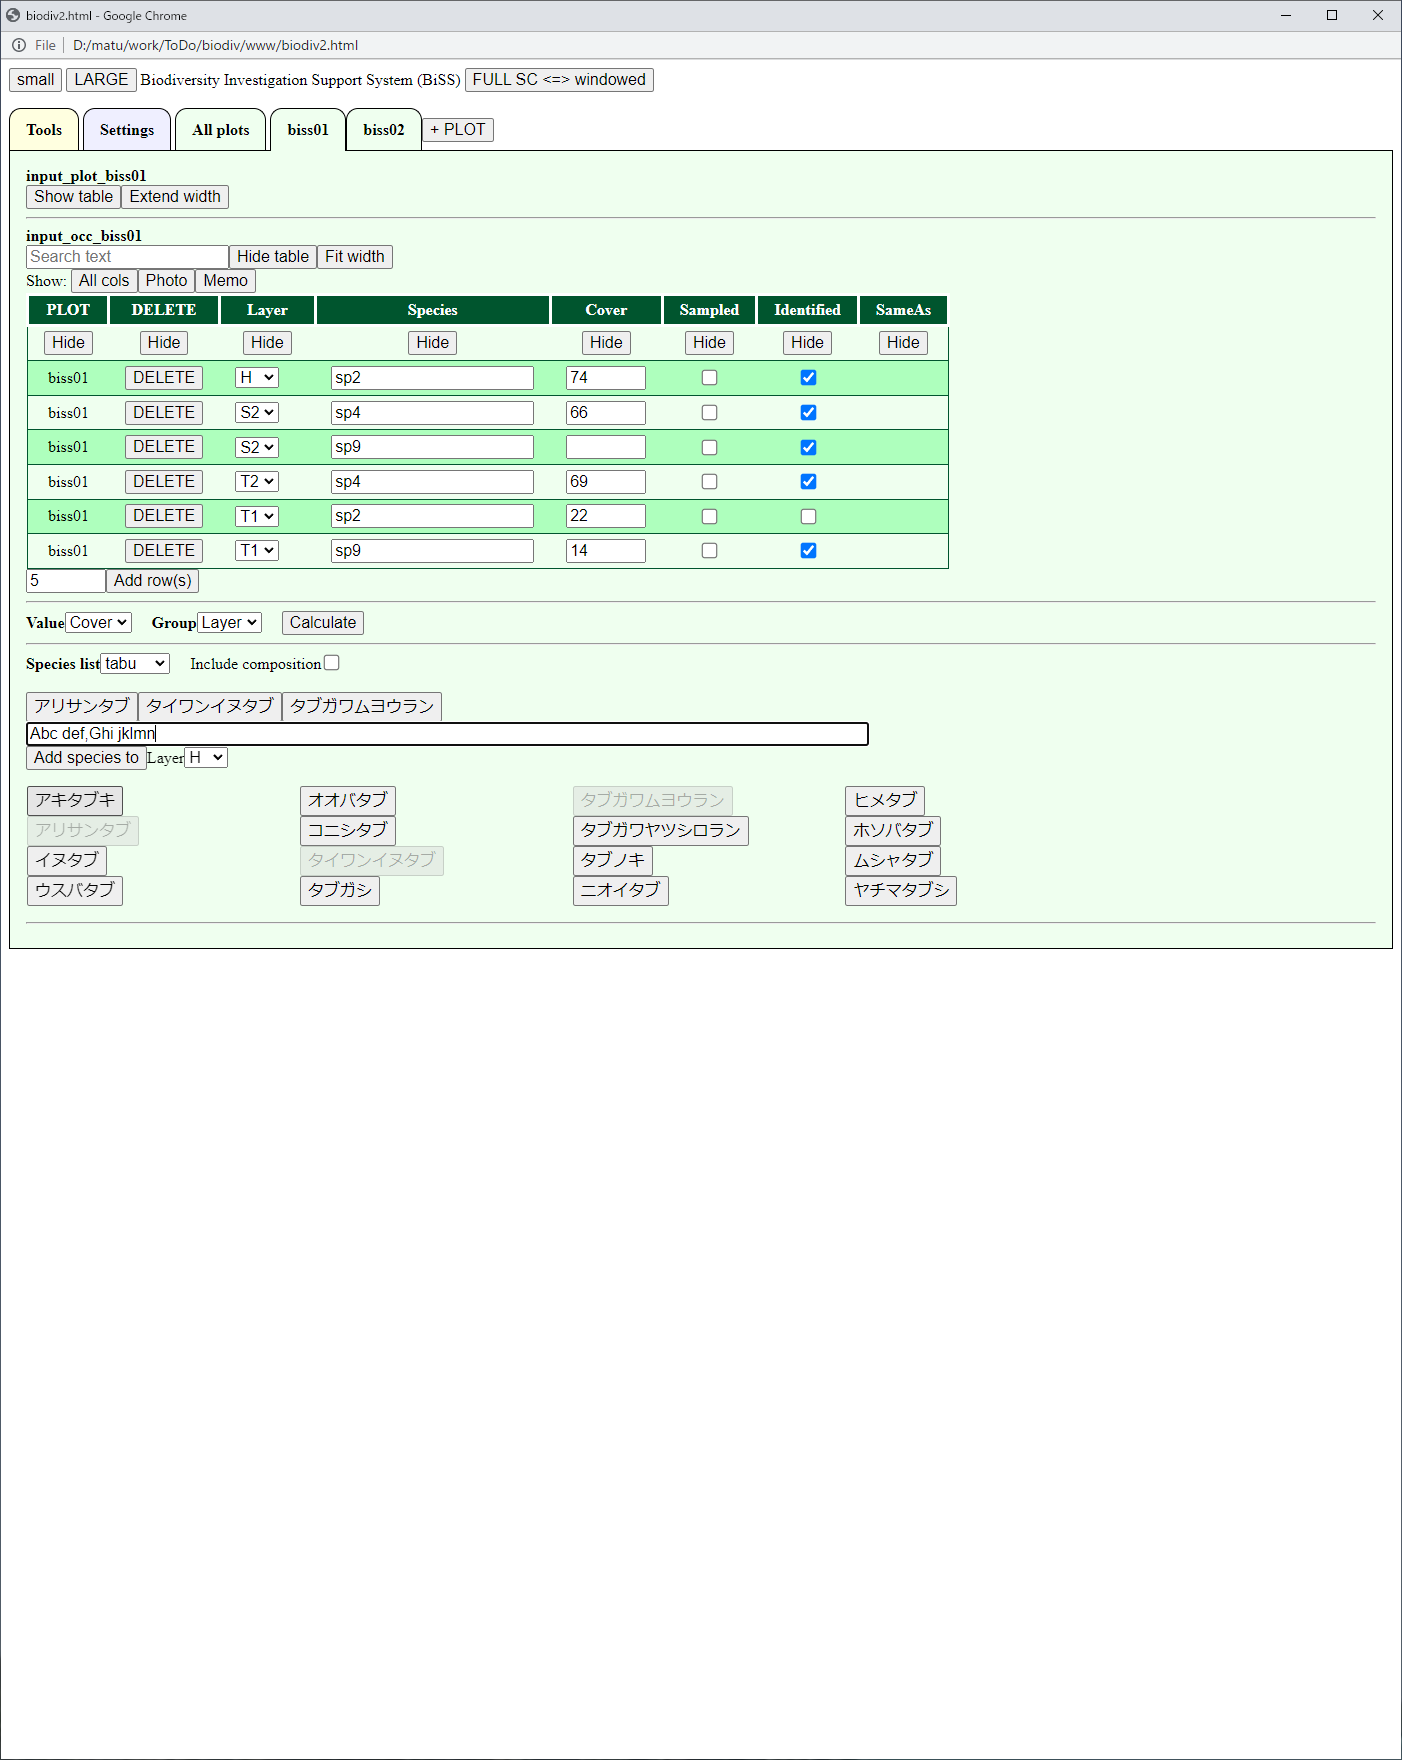 biodiv2.html - Google Chrome
File D:/matu/work/ToDo/biodiv/www/biodiv2.html
small LARGE Biodiversity Investigation Support System (BiSS) FULL SC <=> windowed
Tools Settings All plots biss01 biss02 + PLOT
input_plot_biss01
Show table Extend width
input_occ_biss01
Search text Hide table Fit width
Show: All cols Photo Memo
PLOT DELETE Layer Species Cover Sampled Identified SameAs
Hide Hide Hide Hide Hide Hide Hide Hide
biss01 DELETE H sp2 74
biss01 DELETE S2 sp4 66
biss01 DELETE S2 sp9
biss01 DELETE T2 sp4 69
biss01 DELETE T1 sp2 22
biss01 DELETE T1 sp9 14
5 Add row(s)
Value Cover Group Layer Calculate
Species list tabu Include composition
アリサンタブ タイワンイヌタブ タブガワムヨウラン
Abc def,Ghi jklmn
Add species to Layer H
アキタブキ オオバタブ タブガワムヨウラン ヒメタブ
アリサンタブ コニシタブ タブガワヤツシロラン ホソバタブ
イヌタブ タイワンイヌタブ タブノキ ムシャタブ
ウスバタブ タブガシ ニオイタブ ヤチマタブシ